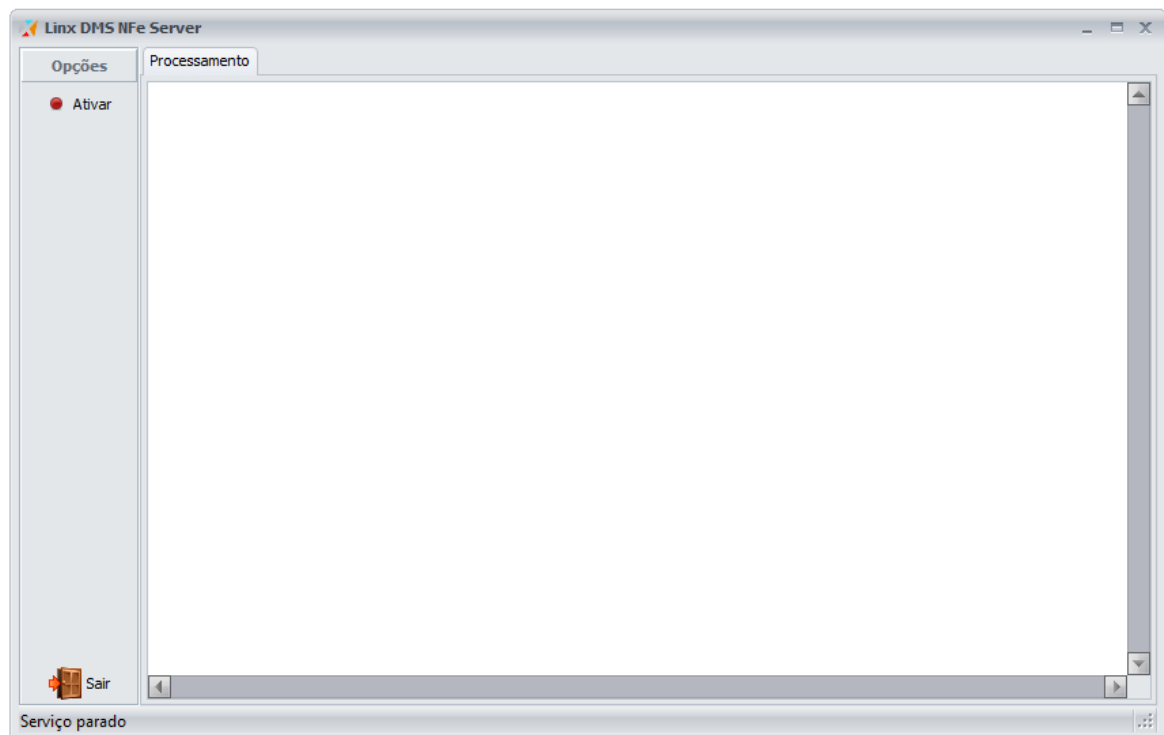 Linx DMS NFe Server
Opções
Processamento
Ativar
Sair
Serviço parado